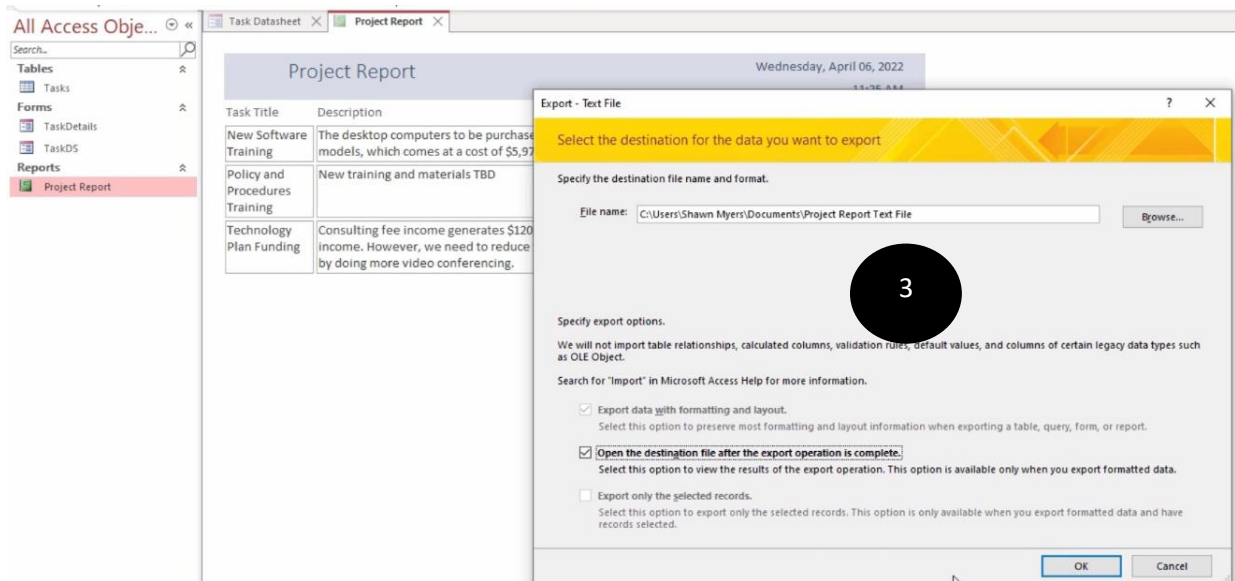 All Access Obje...
Search...
Tables
Tasks
Forms
TaskDetails
TaskDS
Reports
Project Report
Task Datasheet
Project Report
Project Report
Wednesday, April 06, 2022
Task Title Description
New Software The desktop computers to be
Training models, which comes at a cost of
Policy and New training and materials TBD
Procedures
Training
Technology Consulting fee income generates
Plan Funding income. However, we need to reduce
by doing more video conferencing.
Export - Text File
? X
Select the destination for the data you want to export
Specify the destination file name and format.
File name: C:\Users\Shawn Myers\Documents\Project Report Text File
Browse...
3
Specify export options.
We will not import table relationships, calculated columns, validation rules, default values, and columns of certain legacy data types such
as OLE Object.
Search for "Import" in Microsoft Access Help for more information.
Export data with formatting and layout.
Select this option to preserve most formatting and layout information when exporting a table, query, form, or report.
Open the destination file after the export operation is complete.
Select this option to view the results of the export operation. This option is available only when you export formatted data.
Export only the selected records.
Select this option to export only the selected records. This option is only available when you export formatted data and have
records selected.
OK
Cancel